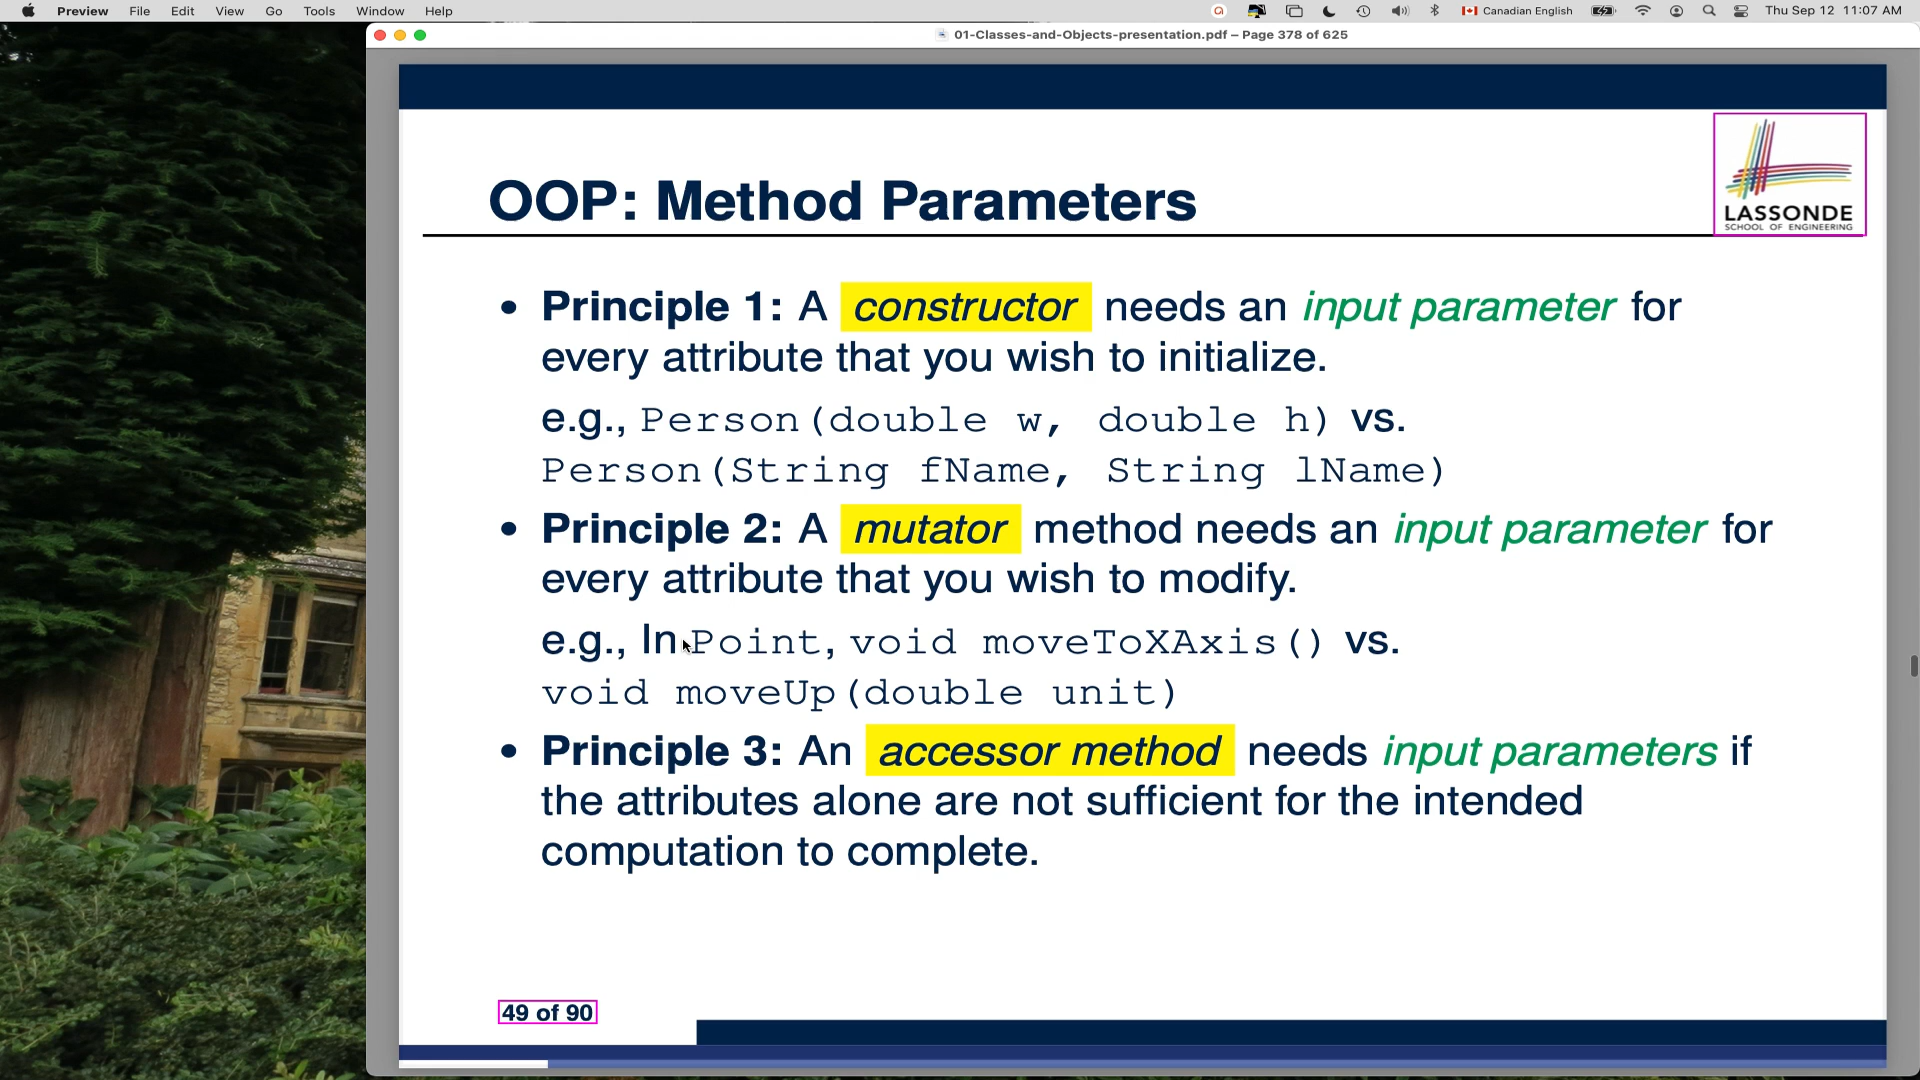 Preview File Edit View Go Tools Window Help Canadian English Thu Sep 12 11:07 AM
01-Classes-and-Objects-presentation.pdf – Page 378 of 625
LASSONDE
SCHOOL OF ENGINEERING
OOP: Method Parameters
• Principle 1: A constructor needs an input parameter for
every attribute that you wish to initialize.
e.g., Person(double w, double h) vs.
Person(String fName, String lName)
• Principle 2: A mutator method needs an input parameter for
every attribute that you wish to modify.
e.g., In Point, void moveToXAxis() vs.
void moveUp(double unit)
• Principle 3: An accessor method needs input parameters if
the attributes alone are not sufficient for the intended
computation to complete.
49 of 90